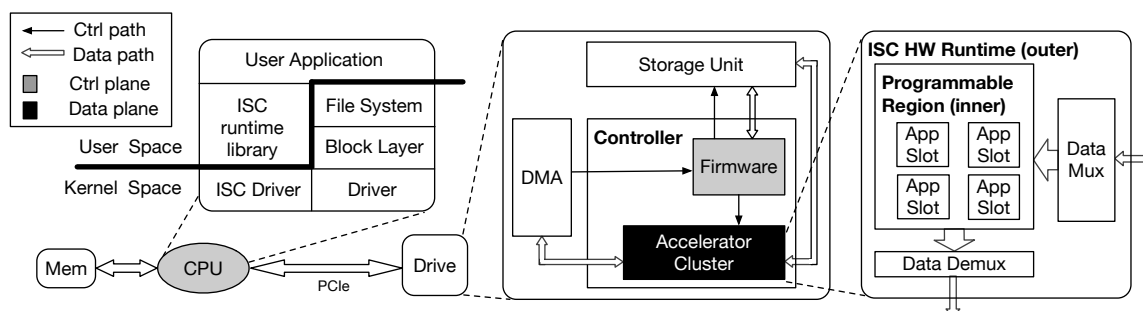 Ctrl path
Data path
Ctrl plane
Data plane
User Application
ISC
runtime
library
File System
Block Layer
User Space
Kernel Space
ISC Driver
Driver
Mem
CPU
PCIe
Drive
Storage Unit
Controller
DMA
Firmware
Accelerator
Cluster
ISC HW Runtime (outer)
Programmable
Region (inner)
App
Slot
App
Slot
App
Slot
App
Slot
Data
Mux
Data Demux